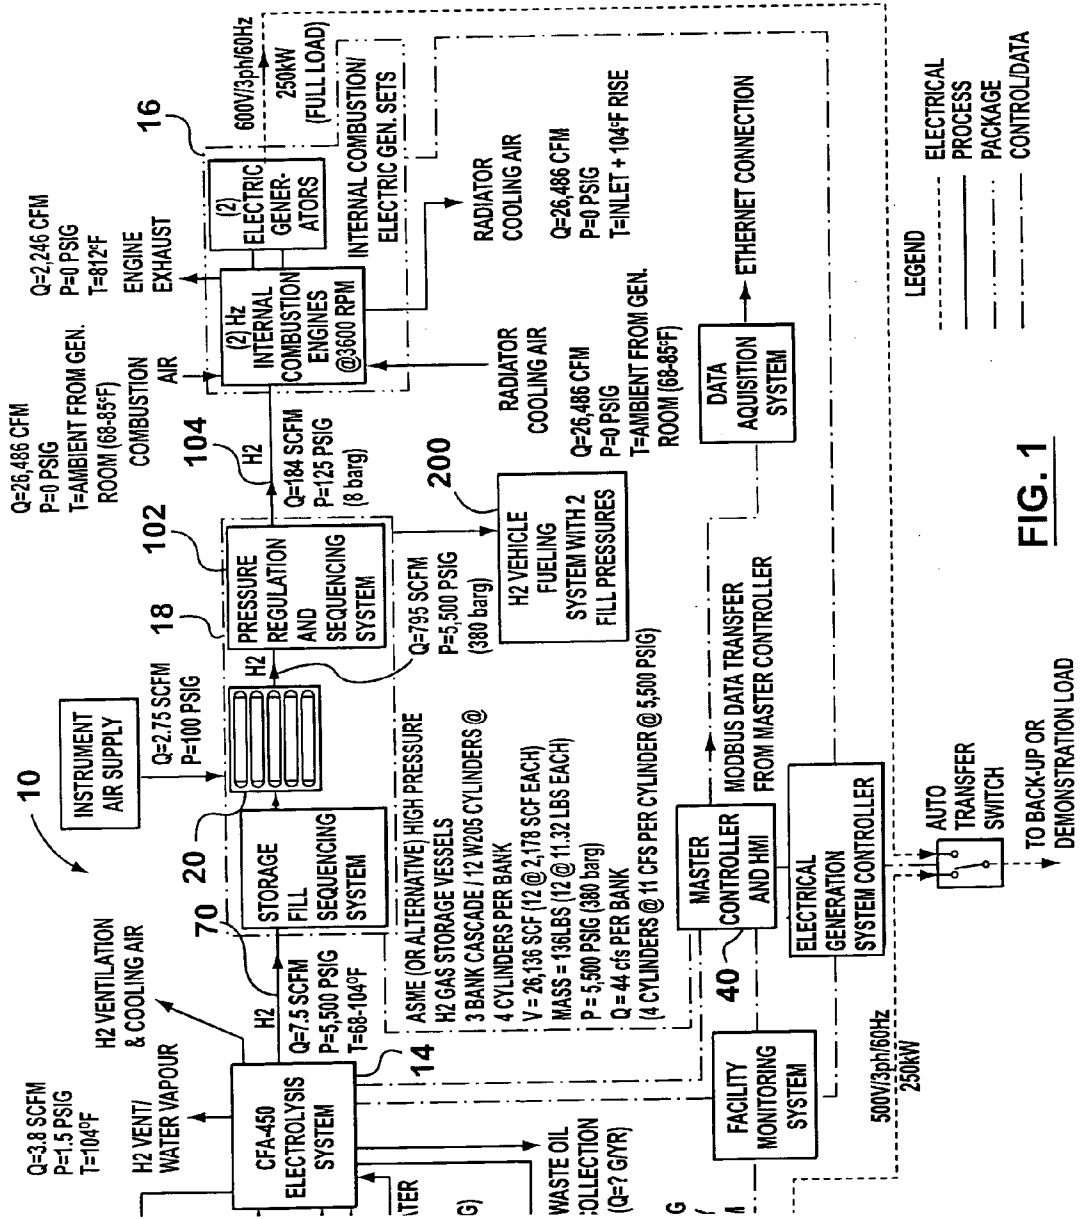 Q=3.8 SCFM
P=1.5 PSIG
T=104°F
H2 VENT/
WATER VAPOUR
H2 VENTILATION
& COOLING AIR
10
INSTRUMENT
AIR SUPPLY
Q=2.75 SCFM
P=100 PSIG
CFA-450
ELECTROLYSIS
SYSTEM
14
H2
70
Q=7.5 SCFM
P=5,500 PSIG
T=68-104°F
STORAGE
FILL
SEQUENCING
SYSTEM
20
18
H2
PRESSURE
REGULATION
AND
SEQUENCING
SYSTEM
102
Q=795 SCFM
P=5,500 PSIG
(380 barg)
H2 VEHICLE
FUELING
SYSTEM WITH 2
FILL PRESSURES
200
104
H2
Q=184 SCFM
P=125 PSIG
(8 barg)
Q=26,486 CFM
P=0 PSIG
T=AMBIENT FROM GEN.
ROOM (68-85°F)
COMBUSTION
AIR
Q=2,246 CFM
P=0 PSIG
T=812°F
ENGINE
EXHAUST
(2) Hz
INTERNAL
COMBUSTION
ENGINES
@3600 RPM
16
(2)
ELECTRIC
GENER-
ATORS
600V/3ph/60Hz
250kW
(FULL LOAD)
INTERNAL COMBUSTION/
ELECTRIC GEN. SETS
RADIATOR
COOLING AIR
Q=26,486 CFM
P=0 PSIG
T=INLET + 104°F RISE
RADIATOR
COOLING AIR
Q=26,486 CFM
P=0 PSIG
T=AMBIENT FROM GEN.
ROOM (68-85°F)
ASME (OR ALTERNATIVE) HIGH PRESSURE
H2 GAS STORAGE VESSELS
3 BANK CASCADE / 12 W205 CYLINDERS @
4 CYLINDERS PER BANK
V = 26,136 SCF (12 @ 2,178 SCF EACH)
MASS = 136LBS (12 @ 11.32 LBS EACH)
P = 5,500 PSIG (380 barg)
Q = 44 cfs PER BANK
(4 CYLINDERS @ 11 CFS PER CYLINDER @ 5,500 PSIG)
WASTE OIL
COLLECTION
(Q=? G/YR)
ATER
G)
G
/
M
FACILITY
MONITORING
SYSTEM
40
MASTER
CONTROLLER
AND HMI
MODBUS DATA TRANSFER
FROM MASTER CONTROLLER
DATA
AQUISITION
SYSTEM
ETHERNET CONNECTION
ELECTRICAL
GENERATION
SYSTEM CONTROLLER
500V/3ph/60Hz
250kW
AUTO
TRANSFER
SWITCH
TO BACK-UP OR
DEMONSTRATION LOAD
LEGEND
ELECTRICAL
PROCESS
PACKAGE
CONTROL/DATA
FIG. 1